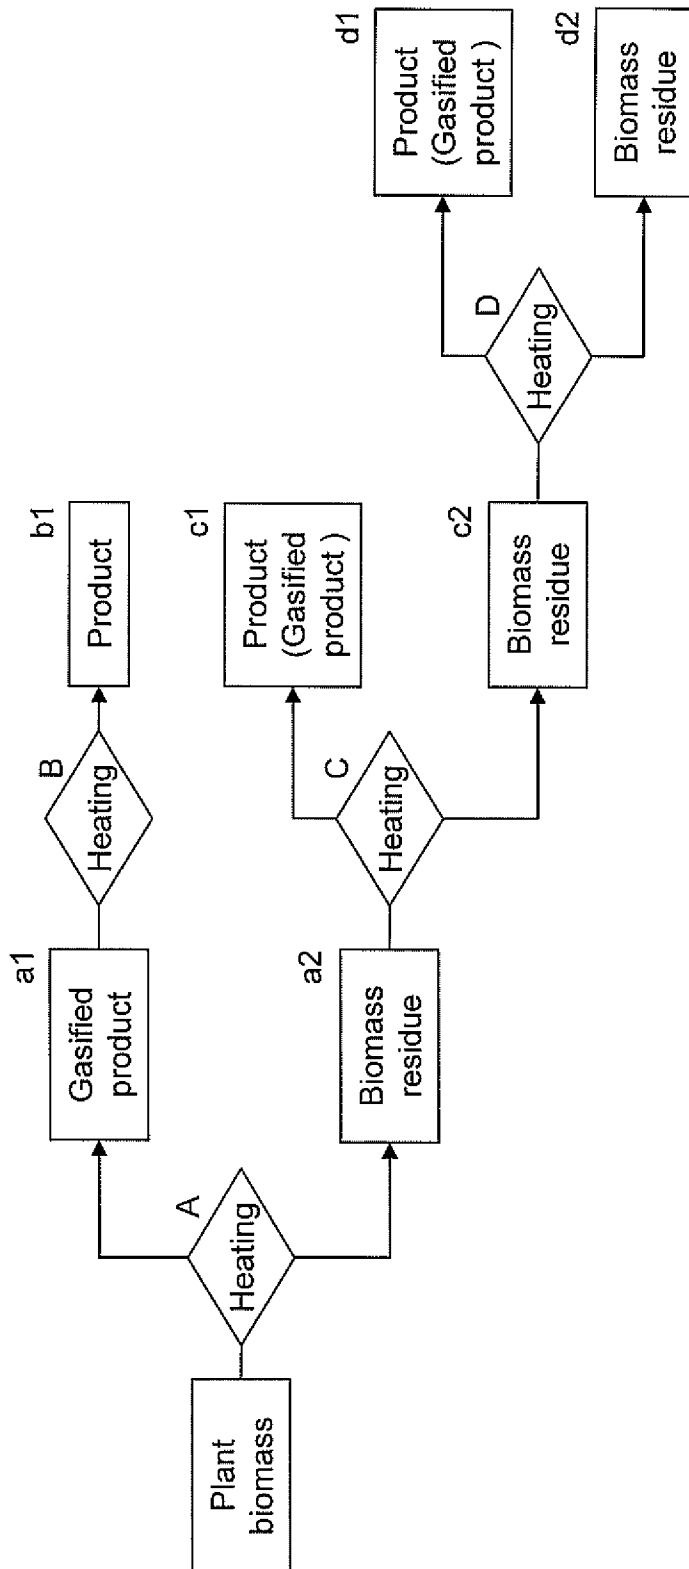 Plant
biomass
A
Heating
a1
Gasified
product
B
Heating
b1
Product
a2
Biomass
residue
C
Heating
c1
Product
(Gasified
product )
c2
Biomass
residue
D
Heating
d1
Product
(Gasified
product )
d2
Biomass
residue